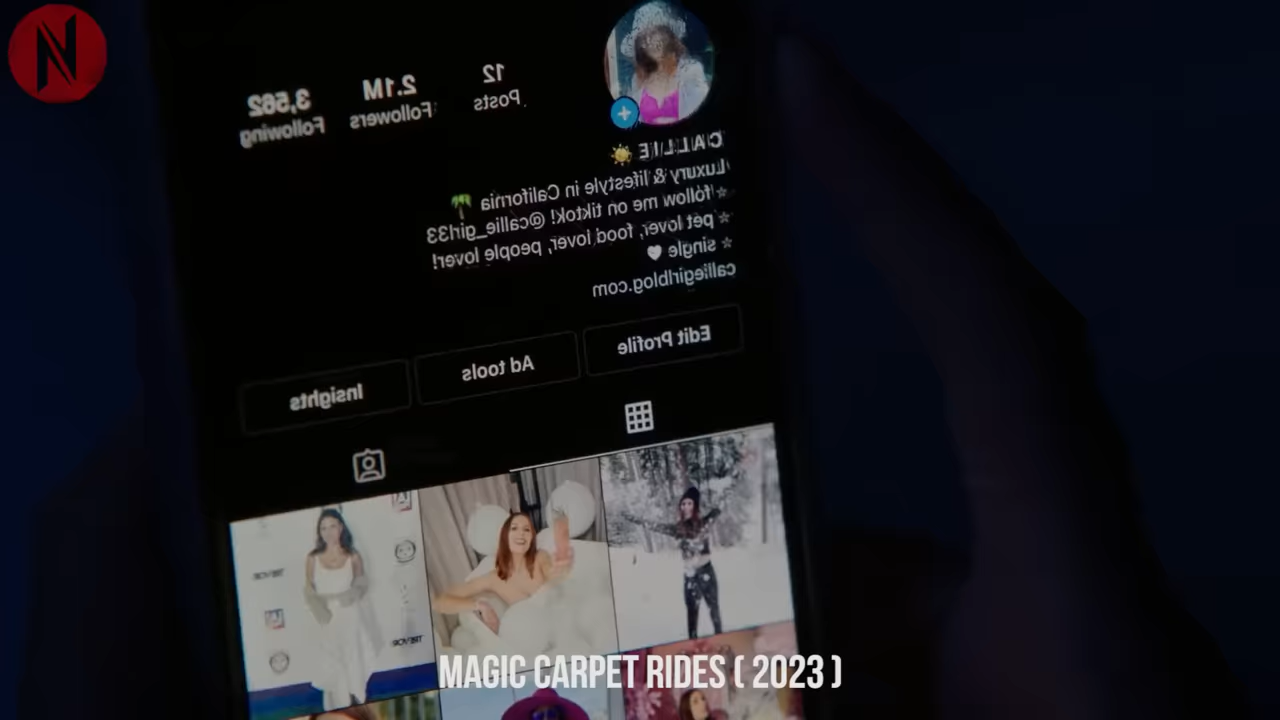 N
12 2.1M 3,562
Posts Followers Following
CALLIE ☀️
Luxury & lifestyle in California 🌴
☆ follow me on tiktok! @callie_girl33
☆ pet lover, food lover, people lover!
☆ single 🤍
calliegirlblog.com
Edit Profile Ad tools Insights
MAGIC CARPET RIDES ( 2023 )